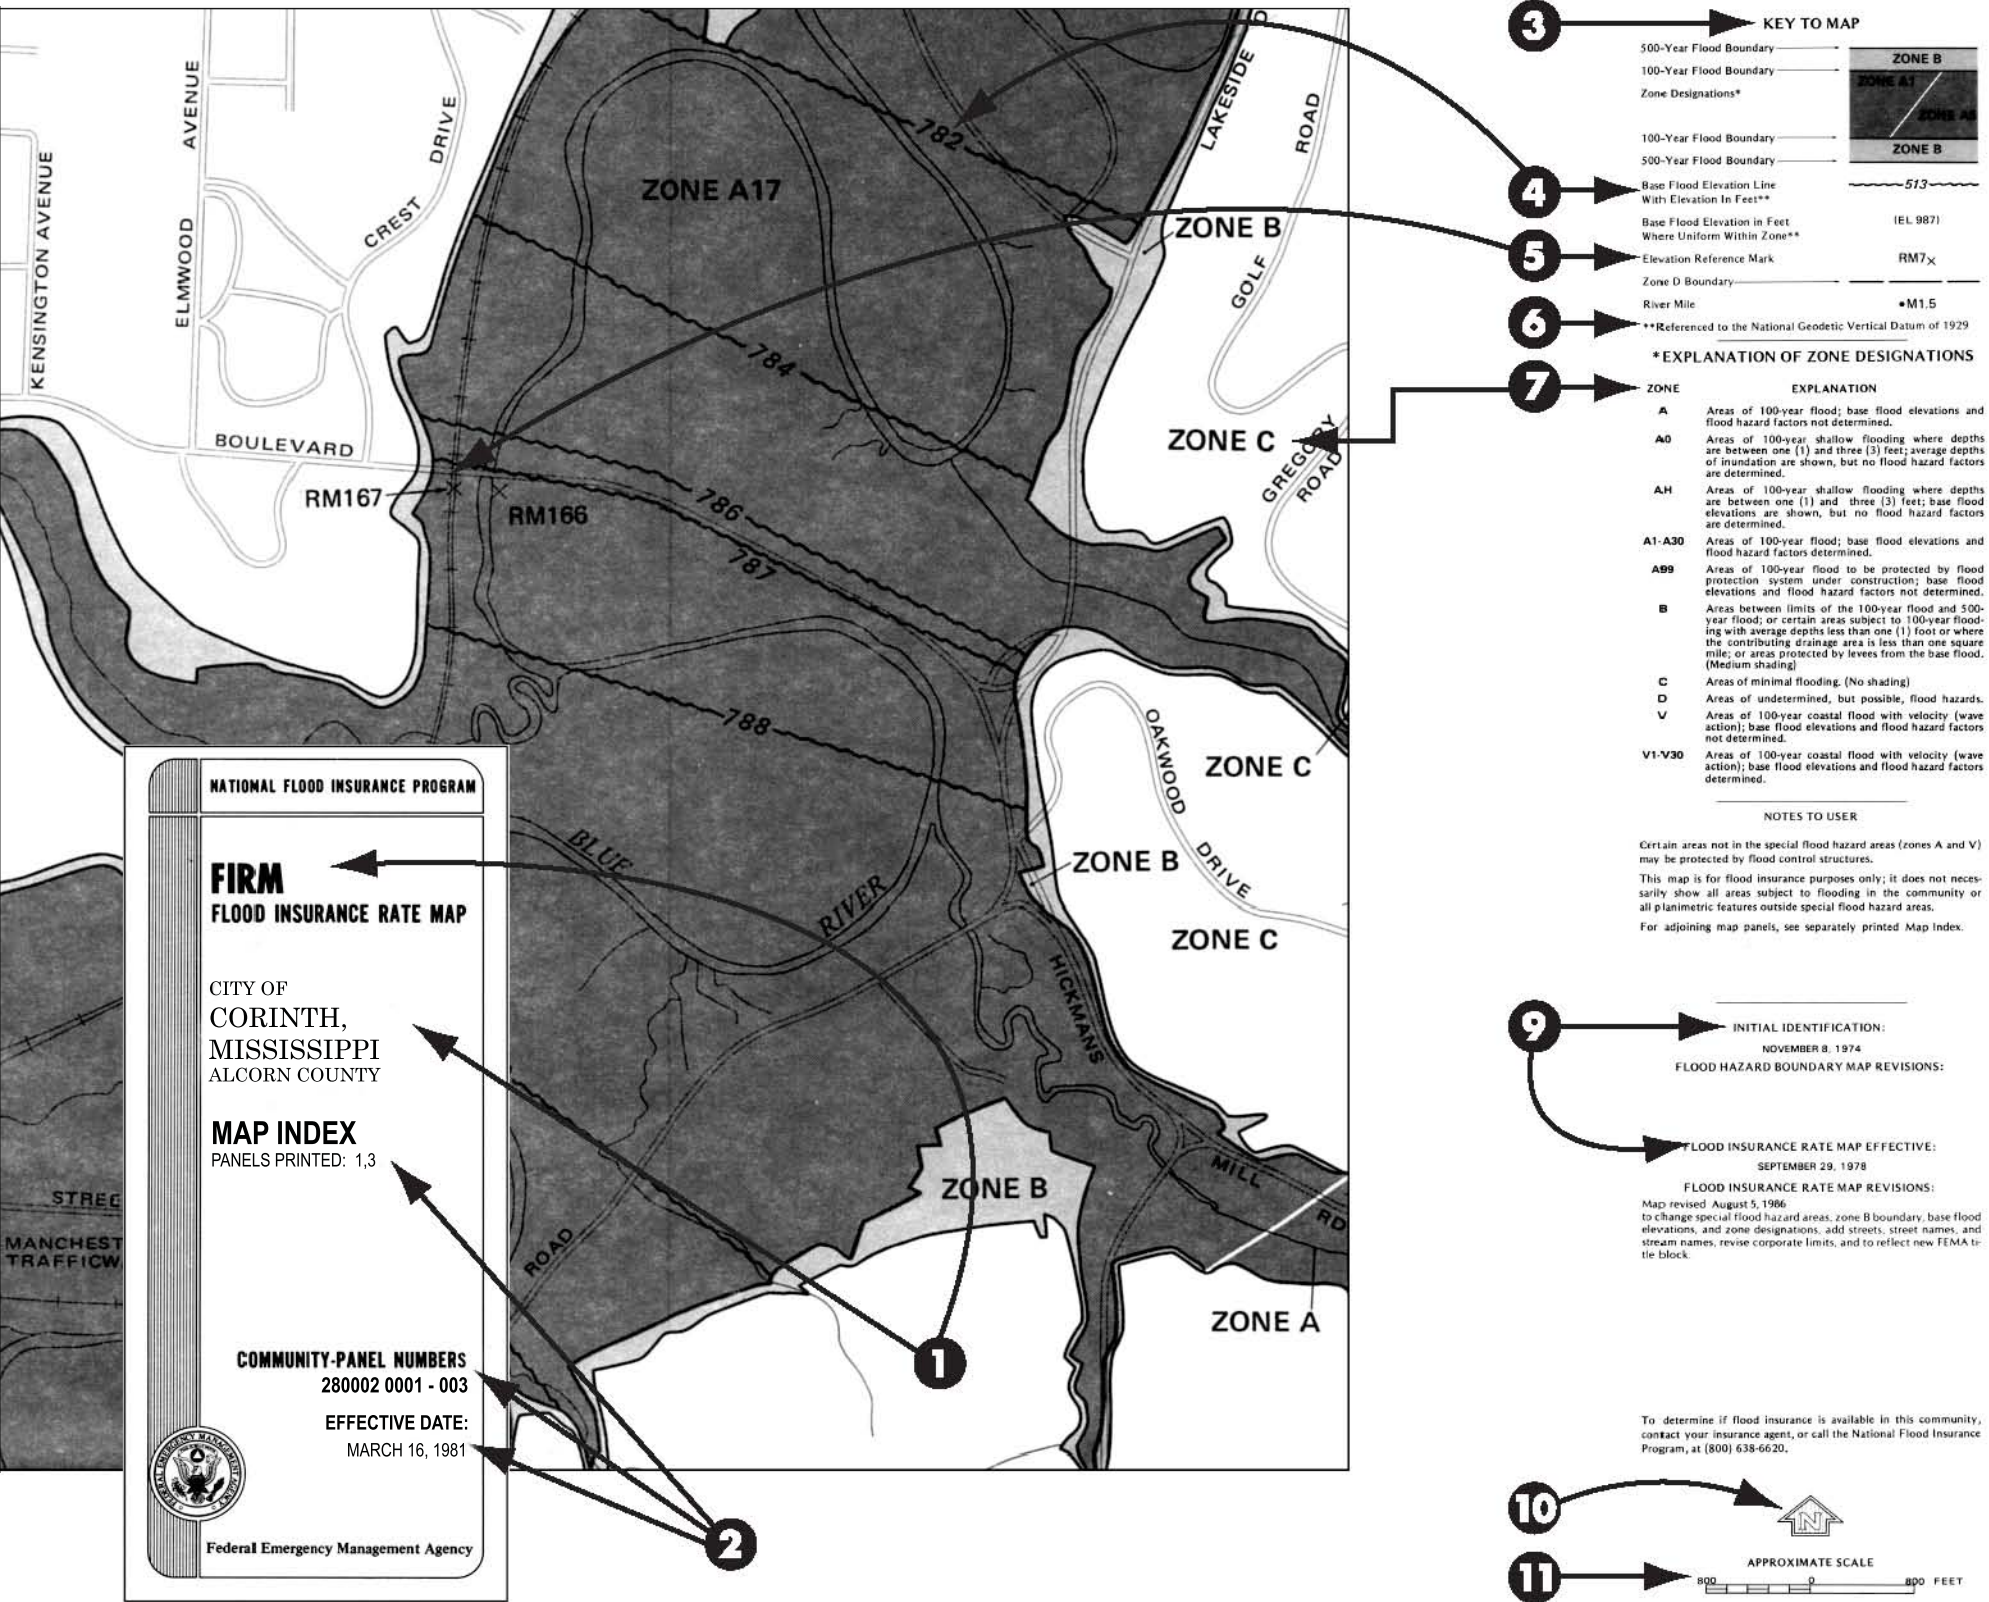 KENSINGTON AVENUE
ELMWOOD AVENUE
CREST DRIVE
BOULEVARD
RM167
RM166
ZONE A17
782
784
786
787
788
LAKESIDE D
ZONE B
GOLF ROAD
ZONE C
GREGORY ROAD
OAKWOOD DRIVE
ZONE C
ZONE B
ZONE C
BLUE RIVER
HICKMANS MILL RD
ZONE B
ROAD
ZONE A
STREE
MANCHEST
TRAFFICW
NATIONAL FLOOD INSURANCE PROGRAM
FIRM
FLOOD INSURANCE RATE MAP
CITY OF
CORINTH,
MISSISSIPPI
ALCORN COUNTY
MAP INDEX
PANELS PRINTED: 1,3
COMMUNITY-PANEL NUMBERS
280002 0001 - 003
EFFECTIVE DATE:
MARCH 16, 1981
FEDERAL EMERGENCY MANAGEMENT AGENCY
Federal Emergency Management Agency
1
2
3
KEY TO MAP
500-Year Flood Boundary
ZONE B
100-Year Flood Boundary
ZONE A1
Zone Designations*
ZONE A5
100-Year Flood Boundary
ZONE B
500-Year Flood Boundary
4
Base Flood Elevation Line
With Elevation In Feet**
513
Base Flood Elevation in Feet
Where Uniform Within Zone**
(EL 987)
5
Elevation Reference Mark
RM7x
Zone D Boundary
River Mile
•M1.5
6
**Referenced to the National Geodetic Vertical Datum of 1929
*EXPLANATION OF ZONE DESIGNATIONS
7
ZONE EXPLANATION
A Areas of 100-year flood; base flood elevations and
flood hazard factors not determined.
A0 Areas of 100-year shallow flooding where depths
are between one (1) and three (3) feet; average depths
of inundation are shown, but no flood hazard factors
are determined.
AH Areas of 100-year shallow flooding where depths
are between one (1) and three (3) feet; base flood
elevations are shown, but no flood hazard factors
are determined.
A1-A30 Areas of 100-year flood; base flood elevations and
flood hazard factors determined.
A99 Areas of 100-year flood to be protected by flood
protection system under construction; base flood
elevations and flood hazard factors not determined.
B Areas between limits of the 100-year flood and 500-
year flood; or certain areas subject to 100-year flood-
ing with average depths less than one (1) foot or where
the contributing drainage area is less than one square
mile; or areas protected by levees from the base flood.
(Medium shading)
C Areas of minimal flooding. (No shading)
D Areas of undetermined, but possible, flood hazards.
V Areas of 100-year coastal flood with velocity (wave
action); base flood elevations and flood hazard factors
not determined.
V1-V30 Areas of 100-year coastal flood with velocity (wave
action); base flood elevations and flood hazard factors
determined.
NOTES TO USER
Certain areas not in the special flood hazard areas (zones A and V)
may be protected by flood control structures.
This map is for flood insurance purposes only; it does not neces-
sarily show all areas subject to flooding in the community or
all planimetric features outside special flood hazard areas.
For adjoining map panels, see separately printed Map Index.
9
INITIAL IDENTIFICATION:
NOVEMBER 8, 1974
FLOOD HAZARD BOUNDARY MAP REVISIONS:
FLOOD INSURANCE RATE MAP EFFECTIVE:
SEPTEMBER 29, 1978
FLOOD INSURANCE RATE MAP REVISIONS:
Map revised August 5, 1986
to change special flood hazard areas, zone B boundary, base flood
elevations, and zone designations, add streets, street names, and
stream names, revise corporate limits, and to reflect new FEMA ti-
tle block.
To determine if flood insurance is available in this community,
contact your insurance agent, or call the National Flood Insurance
Program, at (800) 638-6620.
10
N
11
APPROXIMATE SCALE
800 0 800 FEET